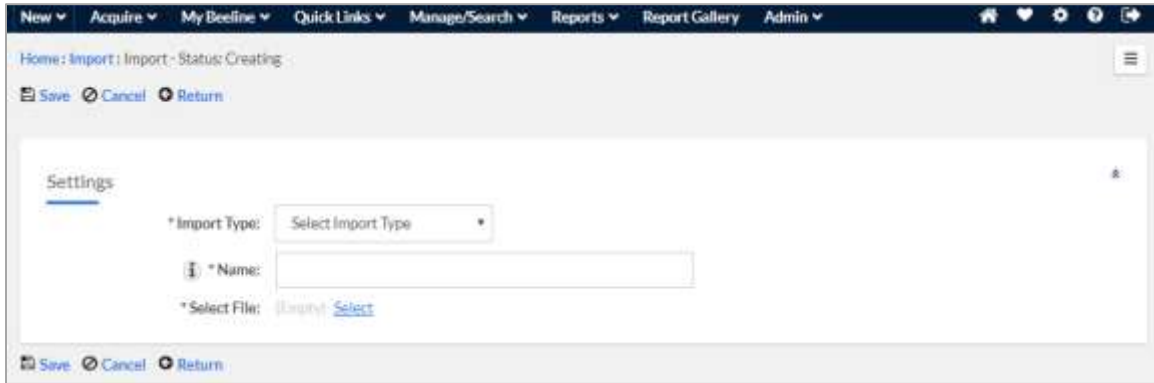 New Acquire My Beeline Quick Links Manage/Search Reports Report Gallery Admin
Home : Import : Import - Status: Creating
Save Cancel Return
Settings
* Import Type: Select Import Type
i * Name:
* Select File: (Empty) Select
Save Cancel Return